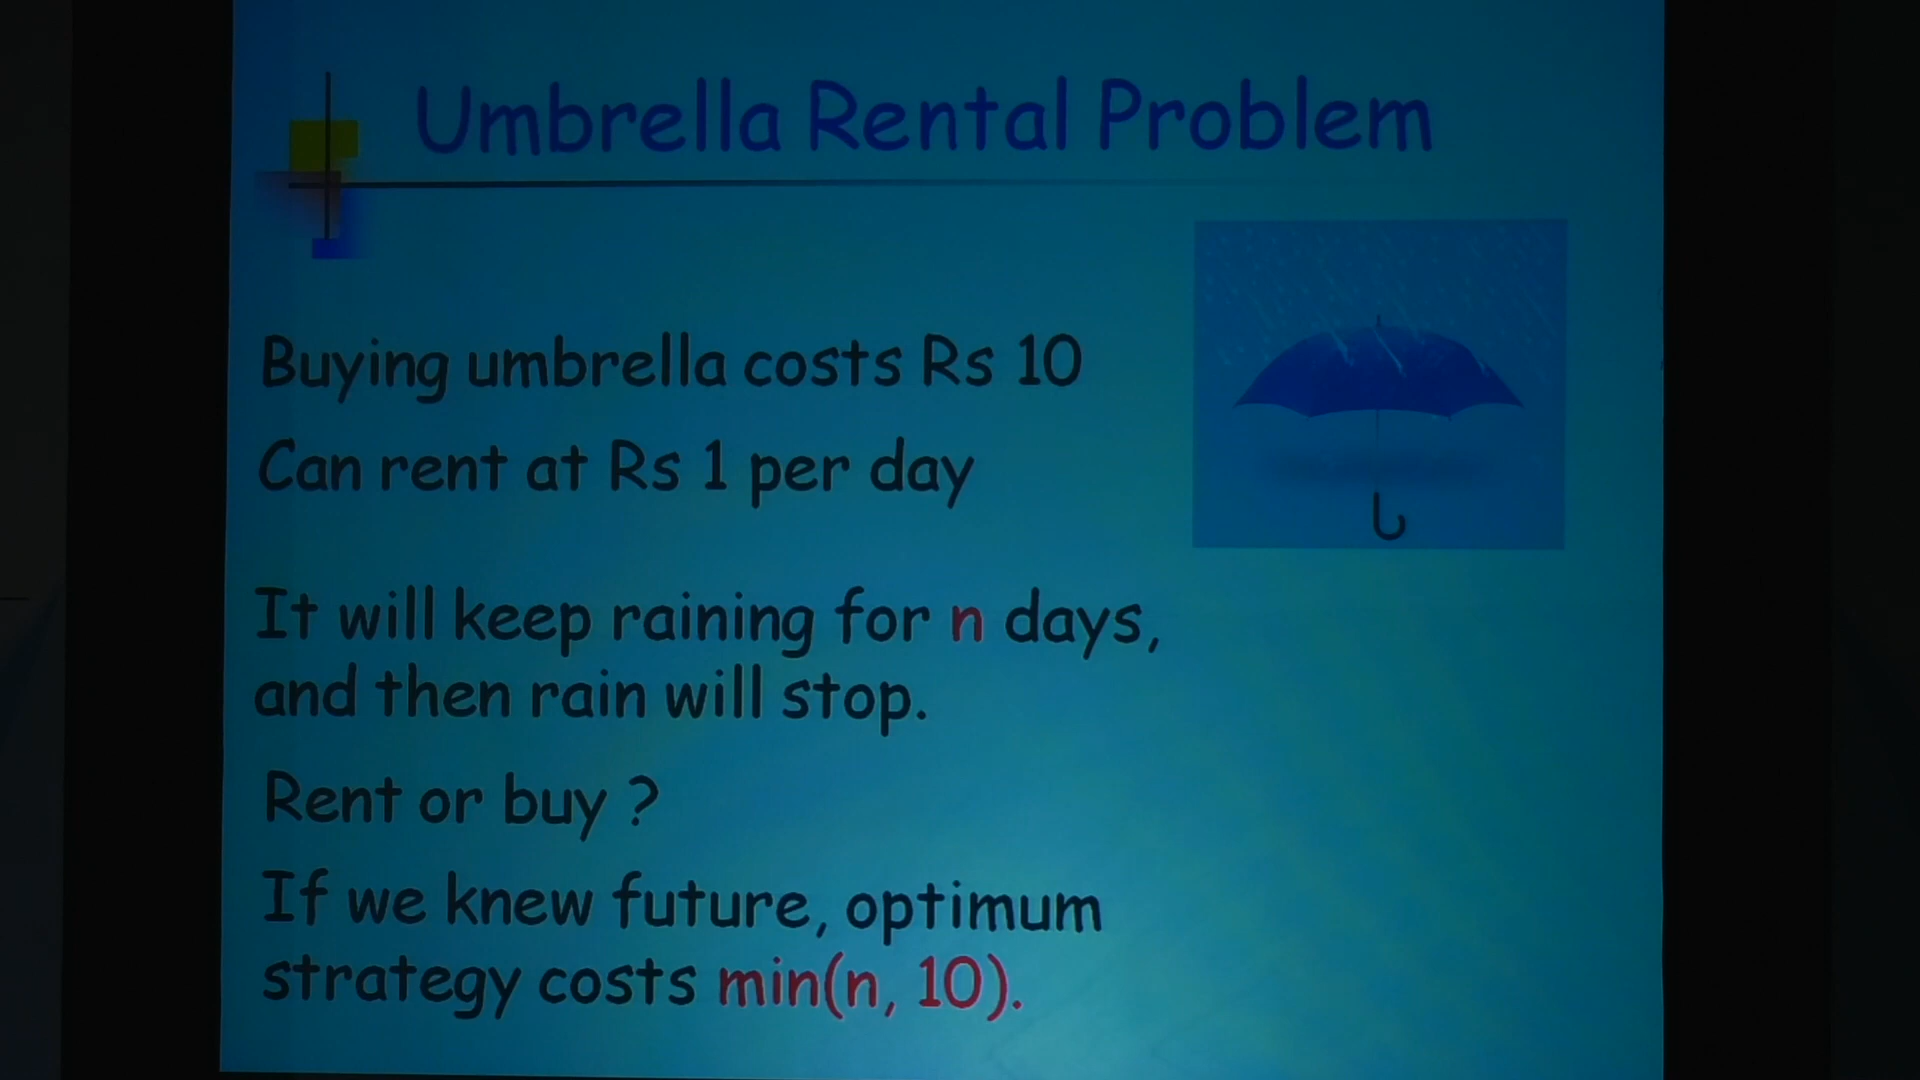 Umbrella Rental Problem
Buying umbrella costs Rs 10
Can rent at Rs 1 per day
It will keep raining for n days,
and then rain will stop.
Rent or buy ?
If we knew future, optimum
strategy costs min(n, 10).